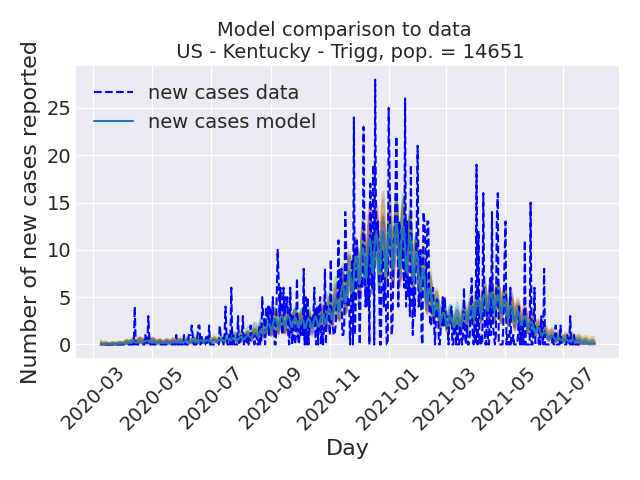 Model comparison to data
US - Kentucky - Trigg, pop. = 14651
Number of new cases reported
new cases data
new cases model
25
20
15
10
5
0
2020-03
2020-05
2020-07
2020-09
2020-11
2021-01
2021-03
2021-05
2021-07
Day